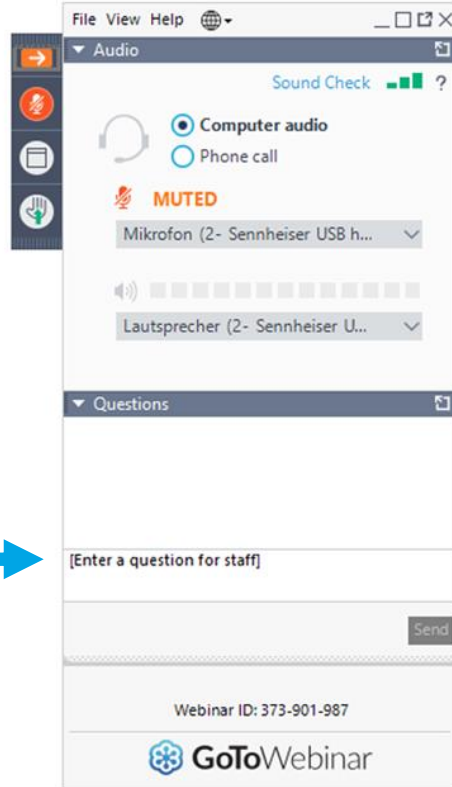 File View Help
Audio
Sound Check ?
Computer audio
Phone call
MUTED
Mikrofon (2- Sennheiser USB h...
Lautsprecher (2- Sennheiser U...
Questions
[Enter a question for staff]
Send
Webinar ID: 373-901-987
GoToWebinar